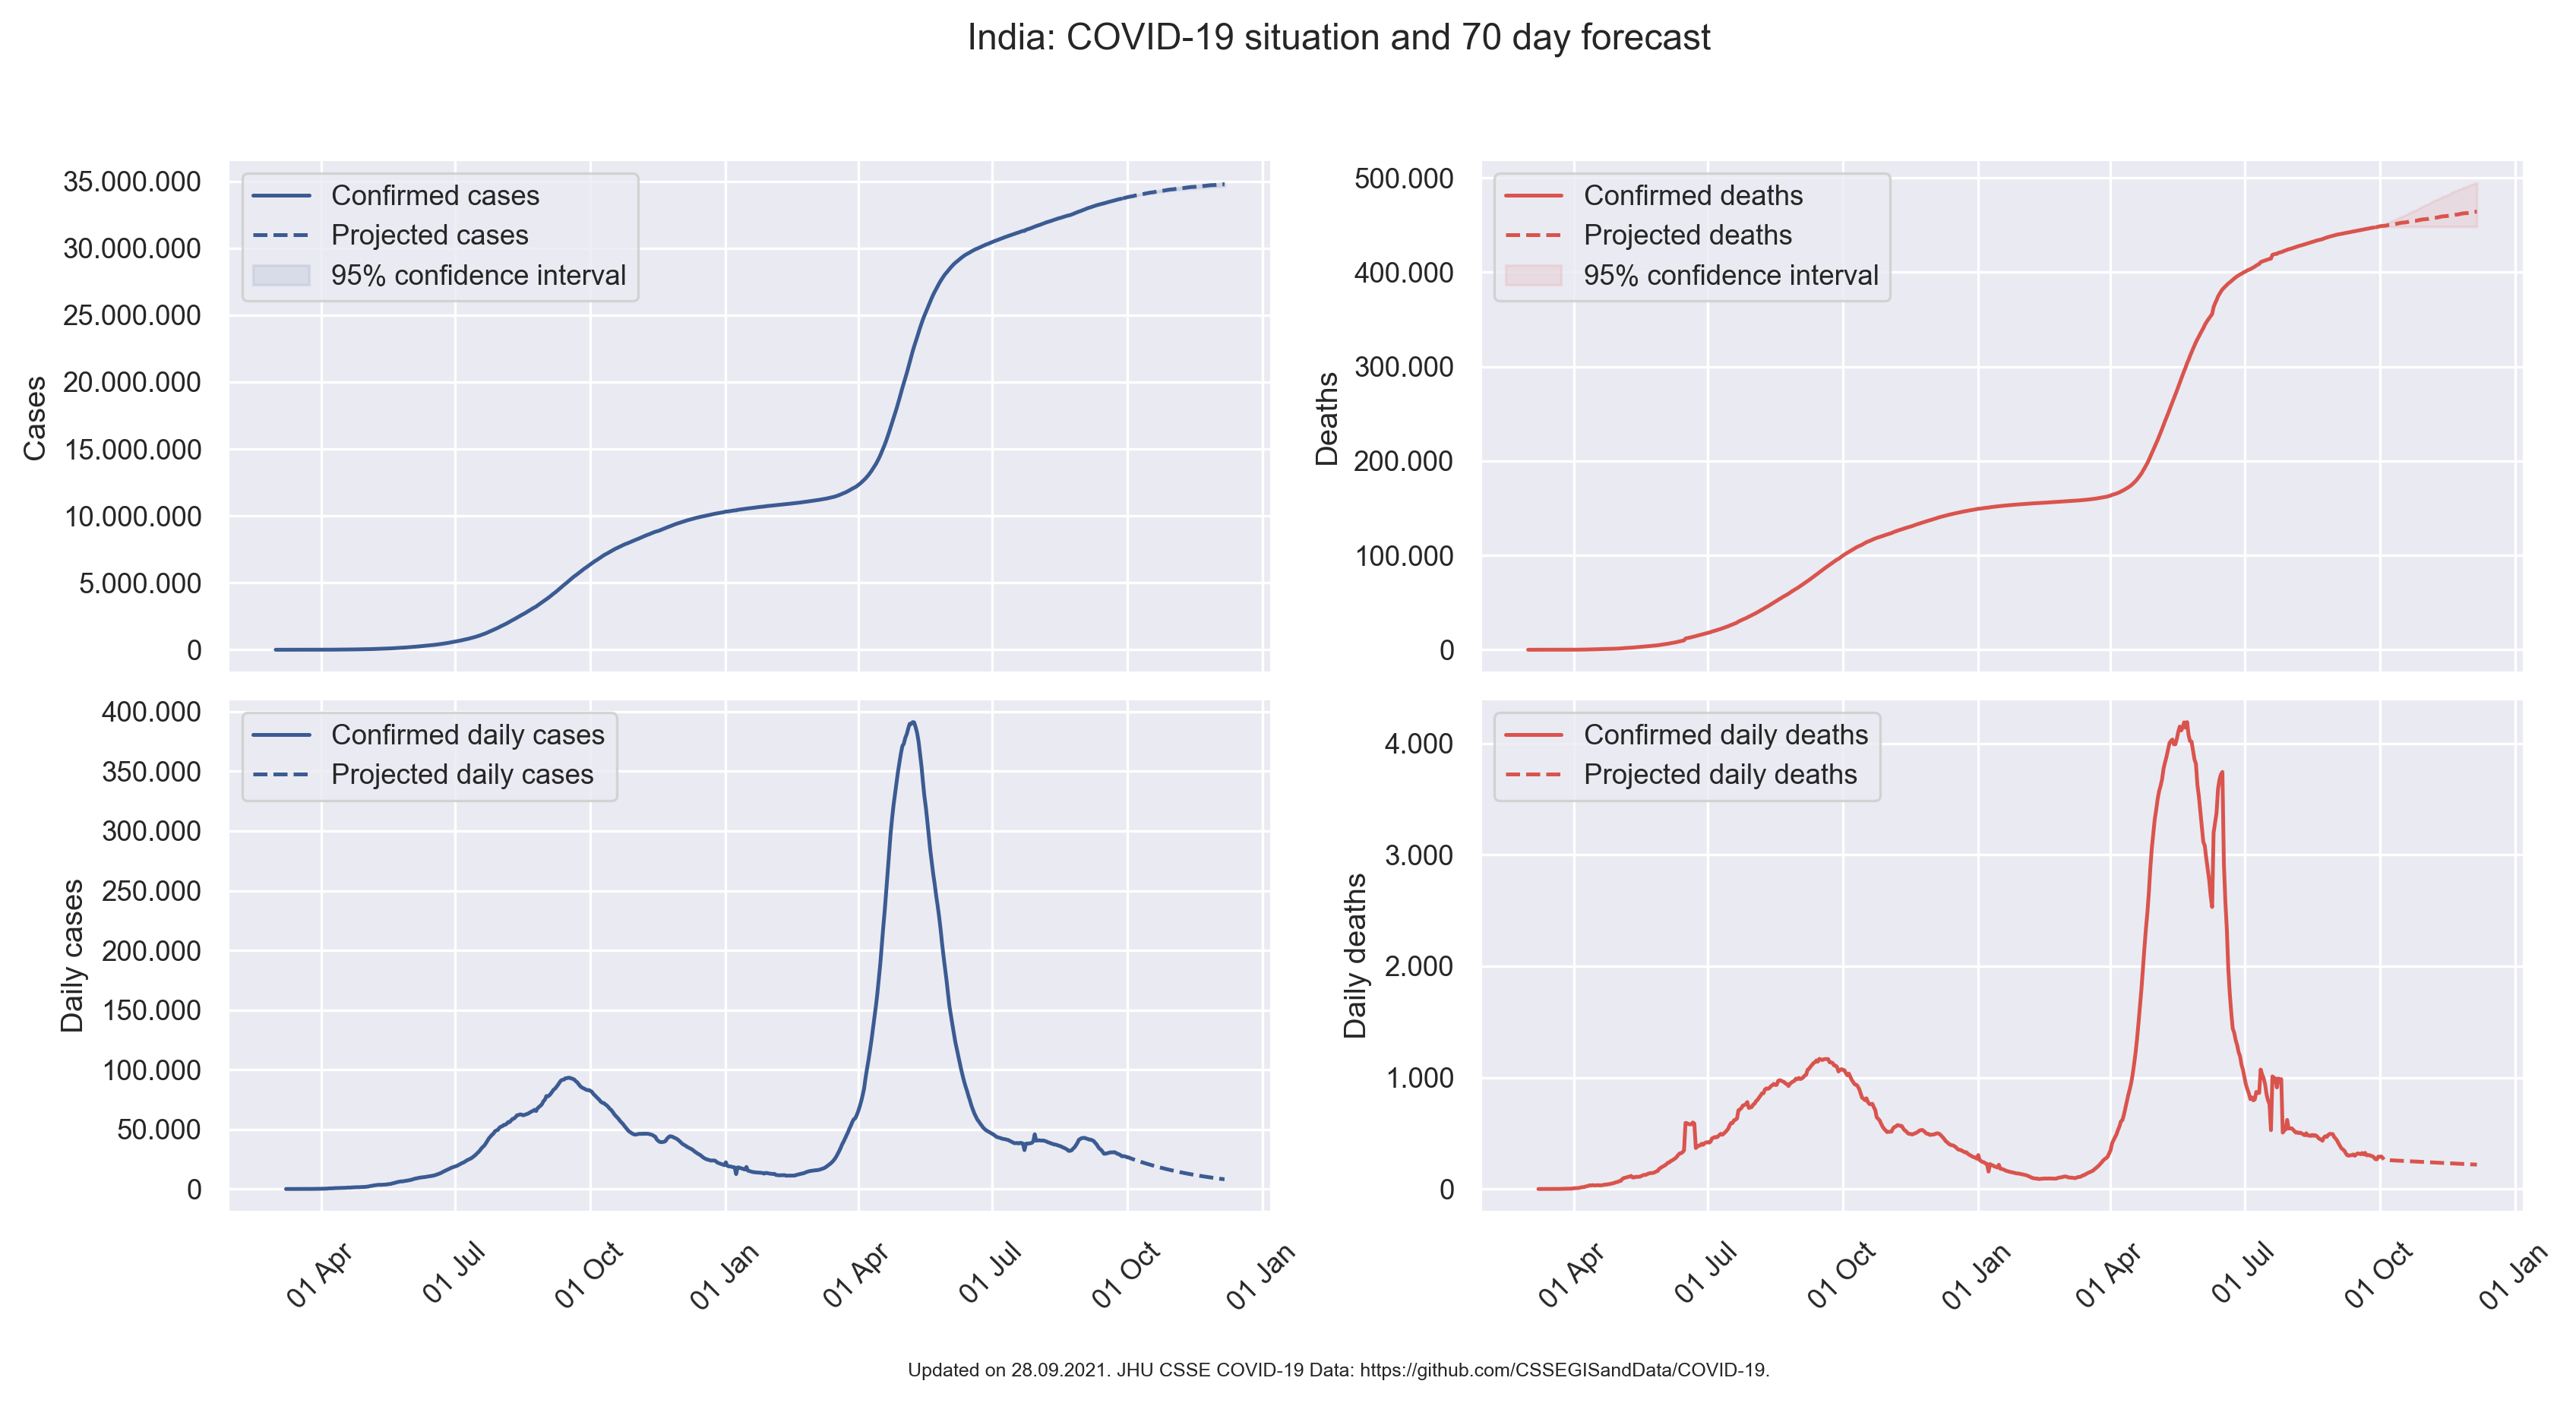 India: COVID-19 situation and 70 day forecast
Cases
35.000.000
30.000.000
25.000.000
20.000.000
15.000.000
10.000.000
5.000.000
0
Confirmed cases
Projected cases
95% confidence interval
Deaths
500.000
400.000
300.000
200.000
100.000
0
Confirmed deaths
Projected deaths
95% confidence interval
Daily cases
400.000
350.000
300.000
250.000
200.000
150.000
100.000
50.000
0
Confirmed daily cases
Projected daily cases
01 Apr
01 Jul
01 Oct
01 Jan
01 Apr
01 Jul
01 Oct
01 Jan
Daily deaths
4.000
3.000
2.000
1.000
0
Confirmed daily deaths
Projected daily deaths
01 Apr
01 Jul
01 Oct
01 Jan
01 Apr
01 Jul
01 Oct
01 Jan
Updated on 28.09.2021. JHU CSSE COVID-19 Data: https://github.com/CSSEGISandData/COVID-19.